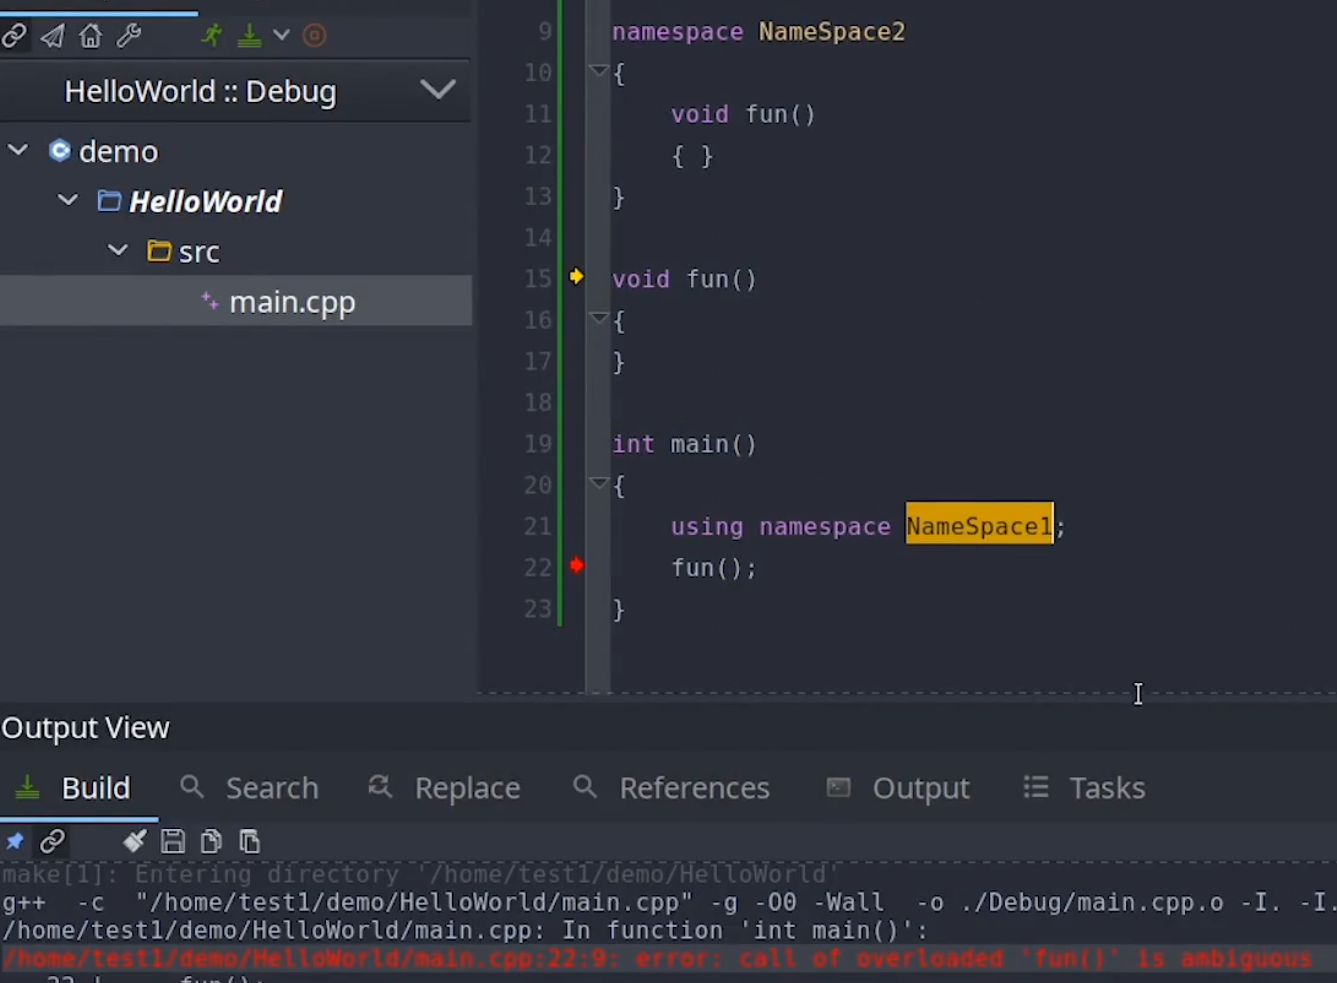 HelloWorld :: Debug
demo
HelloWorld
src
main.cpp
9 namespace NameSpace2
10 {
11 void fun()
12 { }
13 }
14
15 void fun()
16 {
17 }
18
19 int main()
20 {
21 using namespace NameSpace1;
22 fun();
23 }
Output View
Build Search Replace References Output Tasks
make[1]: Entering directory '/home/test1/demo/HelloWorld'
g++ -c "/home/test1/demo/HelloWorld/main.cpp" -g -O0 -Wall -o ./Debug/main.cpp.o -I. -I.
/home/test1/demo/HelloWorld/main.cpp: In function 'int main()':
/home/test1/demo/HelloWorld/main.cpp:22:9: error: call of overloaded 'fun()' is ambiguous